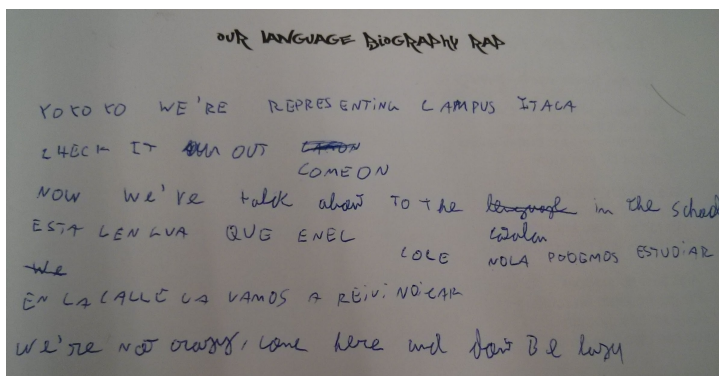 OUR LANGUAGE BIOGRAPHY RAP
YO YO YO WE'RE REPRESENTING CAMPUS ITACA
CHECK IT OUT
COME ON
NOW We've talk about TO the in the school
catalan
ESTA LENGUA QUE EN EL COLE NO LA PODEMOS ESTUDIAR
We
EN LA CALLE LA VAMOS A REIVINDICAR
We're not crazy, come here and don't Be lazy